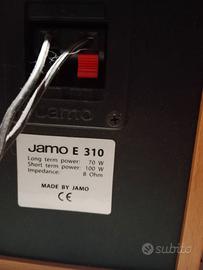 Jamo
Jamo E 310
Long term power: 70 W
Short term power: 100 W
Impedance: 8 Ohm
MADE BY JAMO
CE
subito